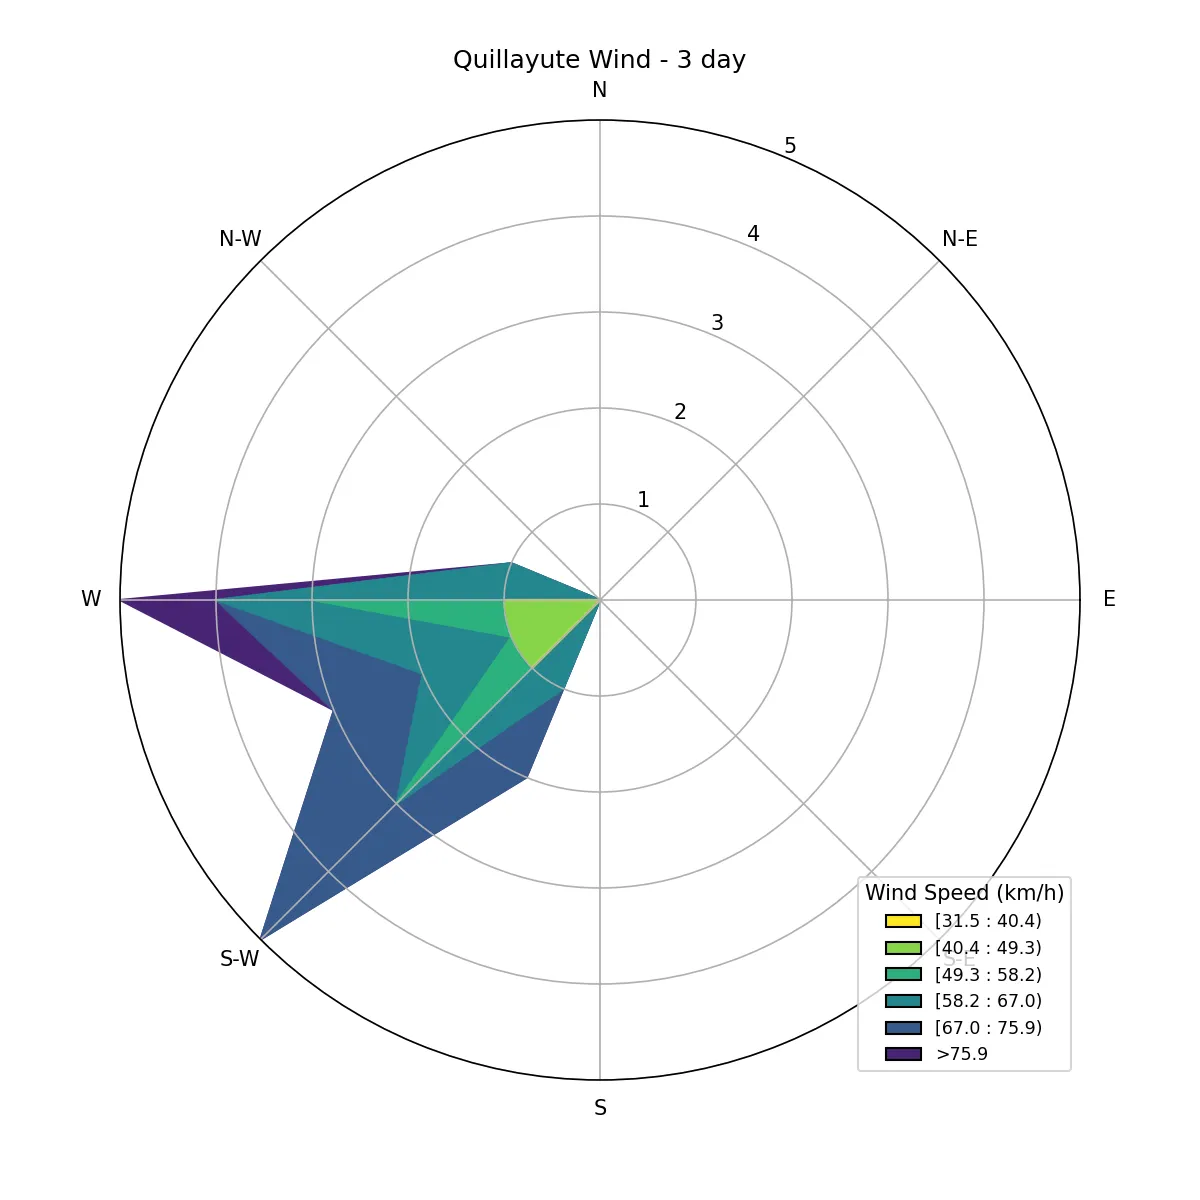 Quillayute Wind - 3 day
N
5
N-W
N-E
4
3
2
1
W
E
Wind Speed (km/h)
[31.5 : 40.4)
[40.4 : 49.3)
S-W
S-E
[49.3 : 58.2)
[58.2 : 67.0)
[67.0 : 75.9)
>75.9
S